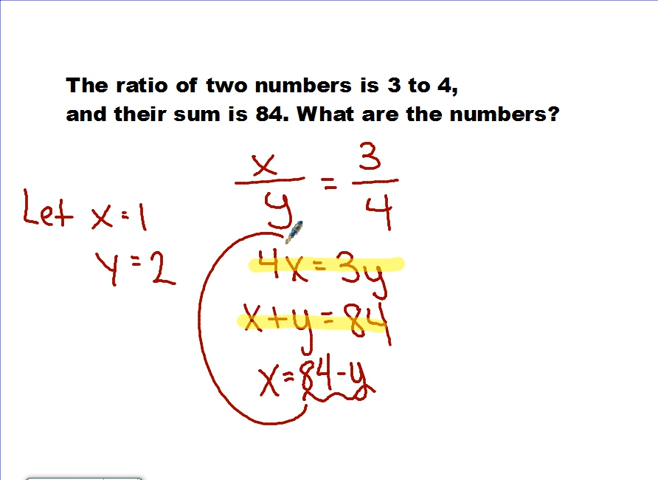 The ratio of two numbers is 3 to 4,
and their sum is 84. What are the numbers?
x/y = 3/4
Let x=1
y=2
4x=3y
x+y=84
x=84-y